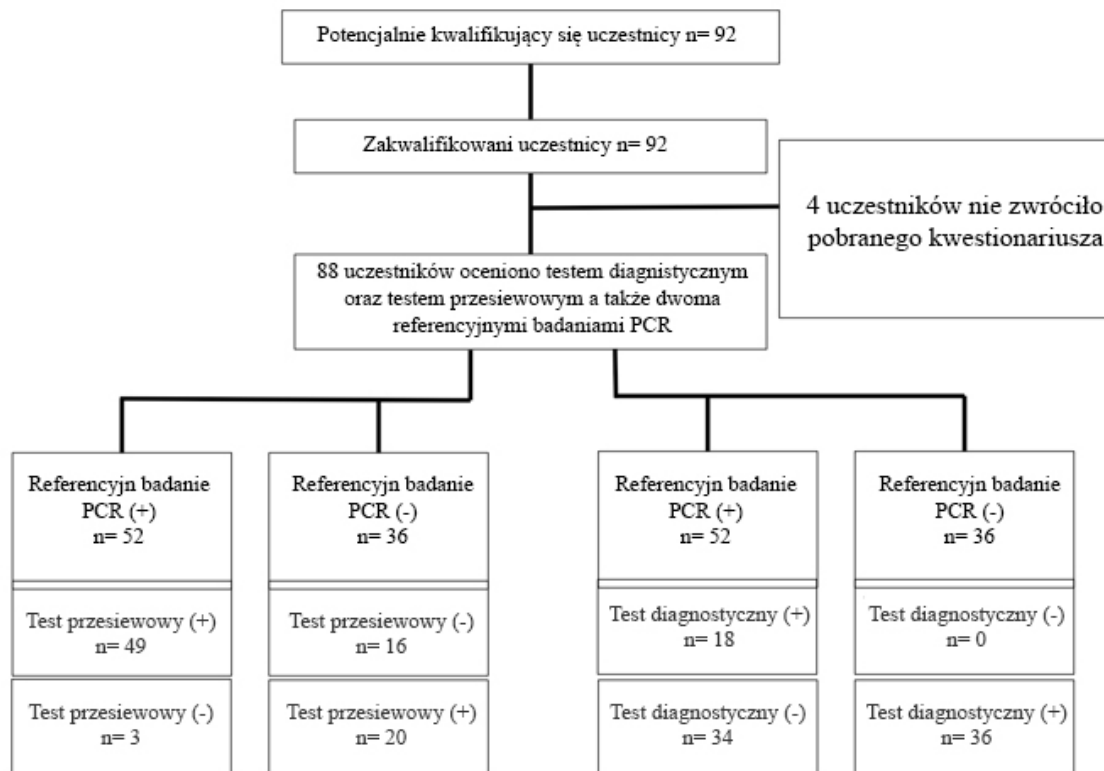 Potencjalnie kwalifikujący się uczestnicy n= 92
Zakwalifikowani uczestnicy n= 92
4 uczestników nie zwróciło
pobranego kwestionariusza
88 uczestników oceniono testem diagnistycznym
oraz testem przesiewowym a także dwoma
referencyjnymi badaniami PCR
Referencyjn badanie
PCR (+)
n= 52
Referencyjn badanie
PCR (-)
n= 36
Referencyjn badanie
PCR (+)
n= 52
Referencyjn badanie
PCR (-)
n= 36
Test przesiewowy (+)
n= 49
Test przesiewowy (-)
n= 16
Test diagnostyczny (+)
n= 18
Test diagnostyczny (-)
n= 0
Test przesiewowy (-)
n= 3
Test przesiewowy (+)
n= 20
Test diagnostyczny (-)
n= 34
Test diagnostyczny (+)
n= 36